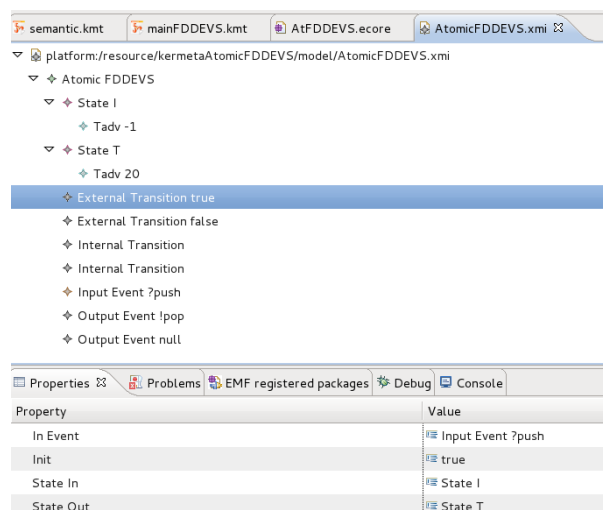 semantic.kmt mainFDDEVS.kmt AtFDDEVS.ecore AtomicFDDEVS.xmi
platform:/resource/kermetaAtomicFDDEVS/model/AtomicFDDEVS.xmi
Atomic FDDEVS
State I
Tadv -1
State T
Tadv 20
External Transition true
External Transition false
Internal Transition
Internal Transition
Input Event ?push
Output Event !pop
Output Event null
Properties Problems EMF registered packages Debug Console
Property Value
In Event Input Event ?push
Init true
State In State I
State Out State T